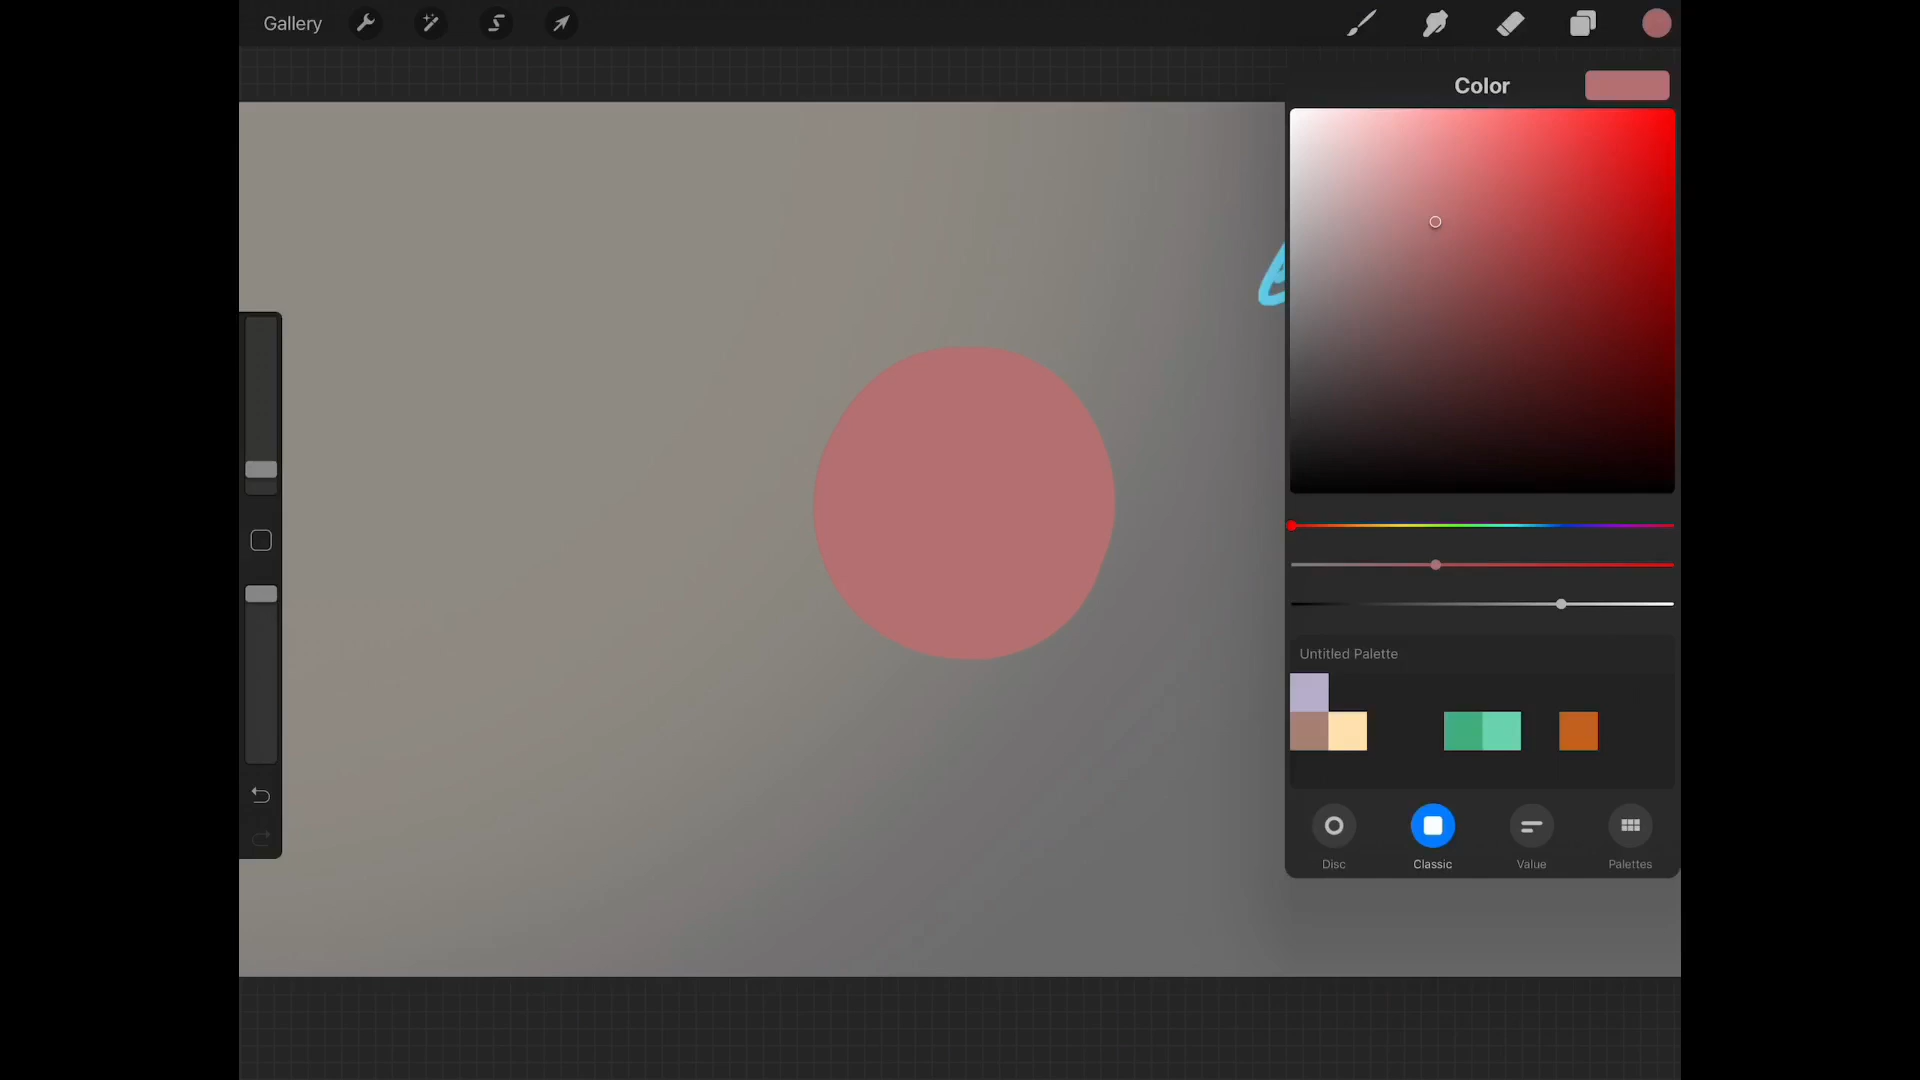 Gallery
Color
Untitled Palette
Disc
Classic
Value
Palettes